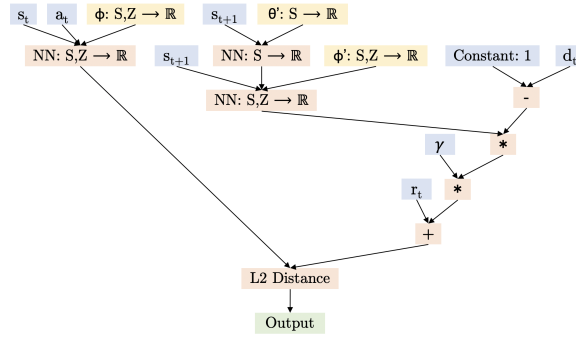 s_t a_t ϕ: S,Z → ℝ s_{t+1} θ': S → ℝ
NN: S,Z → ℝ s_{t+1} NN: S → ℝ ϕ': S,Z → ℝ Constant: 1 d_t
NN: S,Z → ℝ -
γ *
r_t *
+
L2 Distance
Output